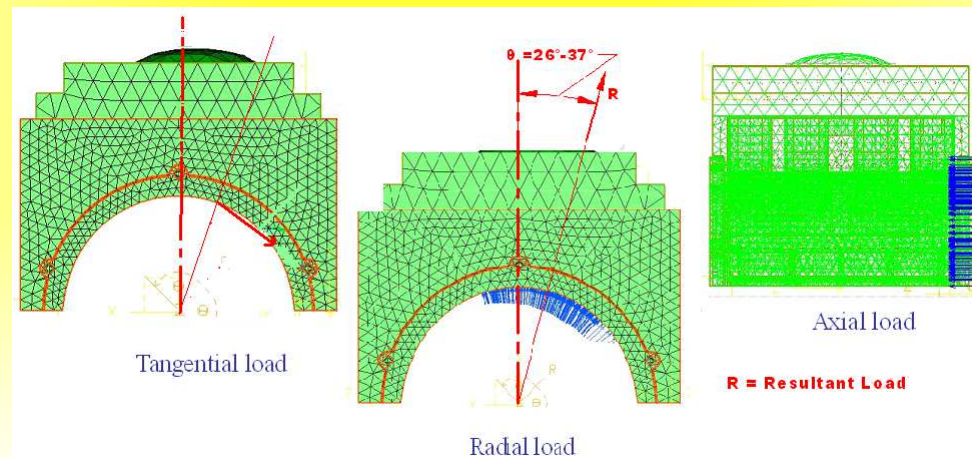 θ =26°-37°
R
Tangential load
Radial load
Axial load
R = Resultant Load
X
Θ
R
X
Θ